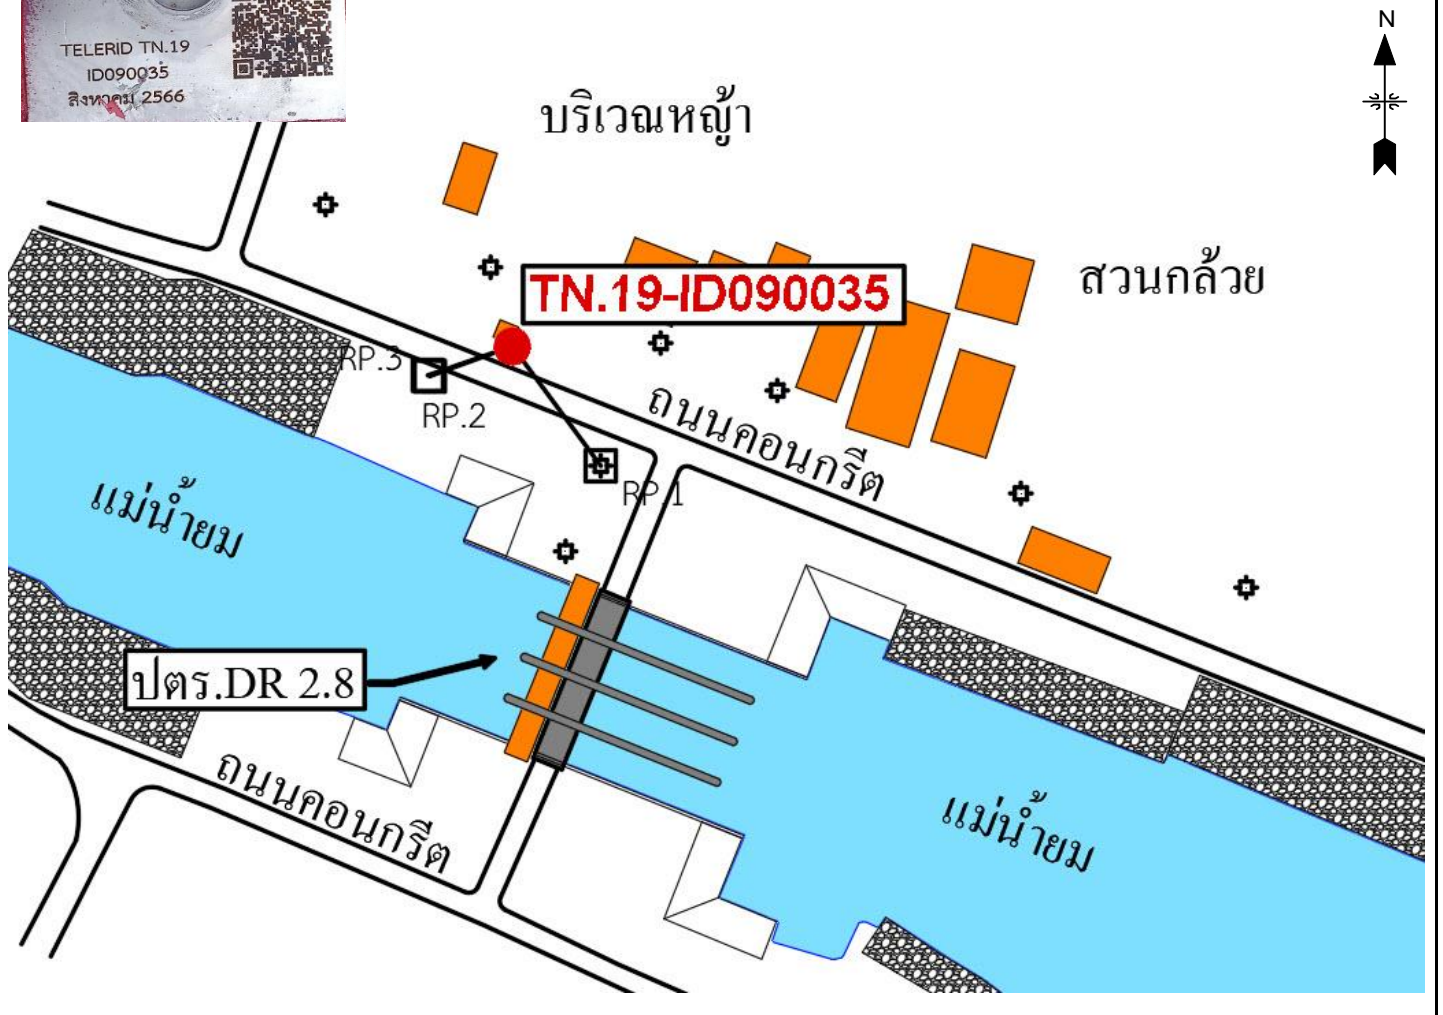 TELERID TN.19
ID090035
สิงหาคม 2566
N
บริเวณหญ้า
สวนกล้วย
TN.19-ID090035
RP.3
RP.2
ถนนคอนกรีต
RP.1
แม่น้ำยม
ปตร.DR 2.8
ถนนคอนกรีต
แม่น้ำยม